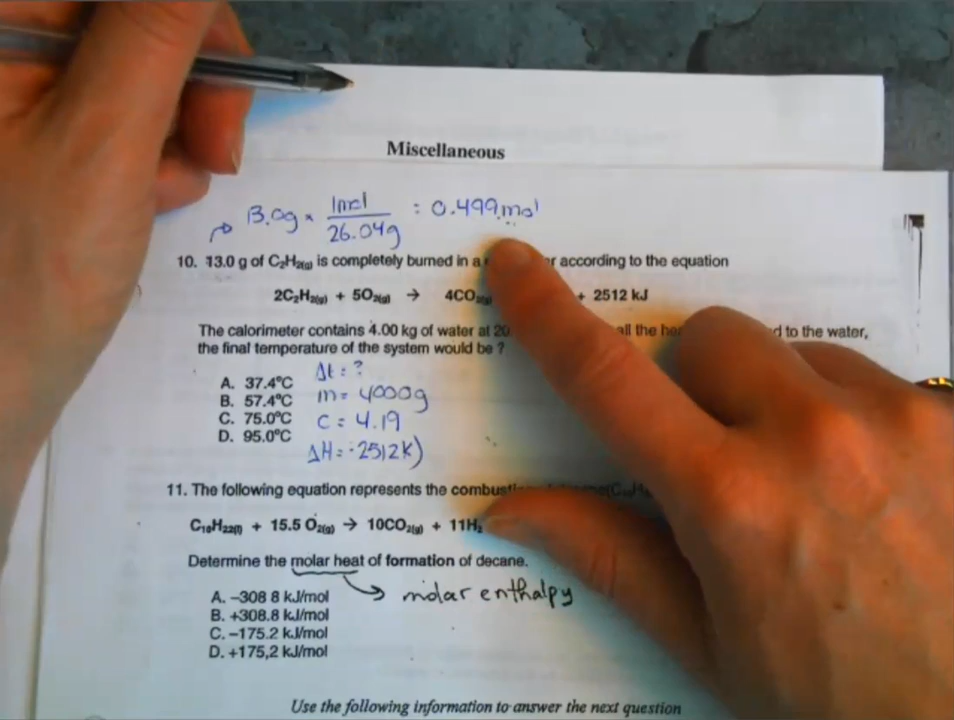 Miscellaneous
13.0g × 1mol / 26.04g = 0.499 mol
10. 13.0 g of C₂H₂₍g₎ is completely burned in a according to the equation
2C₂H₂₍g₎ + 5O₂₍g₎ → 4CO₂₍g₎ + 2512 kJ
The calorimeter contains 4.00 kg of water at 20 all the to the water,
the final temperature of the system would be ?
A. 37.4°C
B. 57.4°C
C. 75.0°C
D. 95.0°C
Δt = ?
m = 4000g
c = 4.19
ΔH = -2512kJ
11. The following equation represents the
C₁₀H₂₂₍l₎ + 15.5 O₂₍g₎ → 10CO₂₍g₎ + 11H₂
Determine the molar heat of formation of decane.
molar enthalpy
A. –308 8 kJ/mol
B. +308.8 kJ/mol
C. –175.2 kJ/mol
D. +175,2 kJ/mol
Use the following information to answer the next question